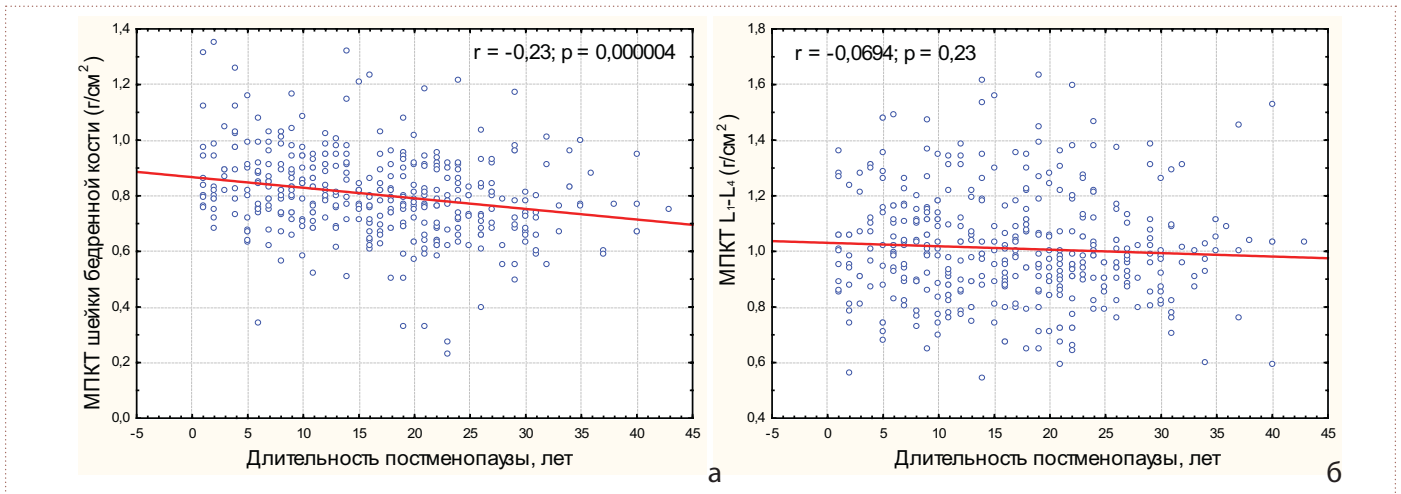 МПКТ шейки бедренной кости (г/см²)
1,4
1,2
1,0
0,8
0,6
0,4
0,2
0,0
r = -0,23; p = 0,000004
-5 0 5 10 15 20 25 30 35 40 45
Длительность постменопаузы, лет
а
МПКТ L₁-L₄ (г/см²)
1,8
1,6
1,4
1,2
1,0
0,8
0,6
0,4
r = -0,0694; p = 0,23
-5 0 5 10 15 20 25 30 35 40 45
Длительность постменопаузы, лет
б